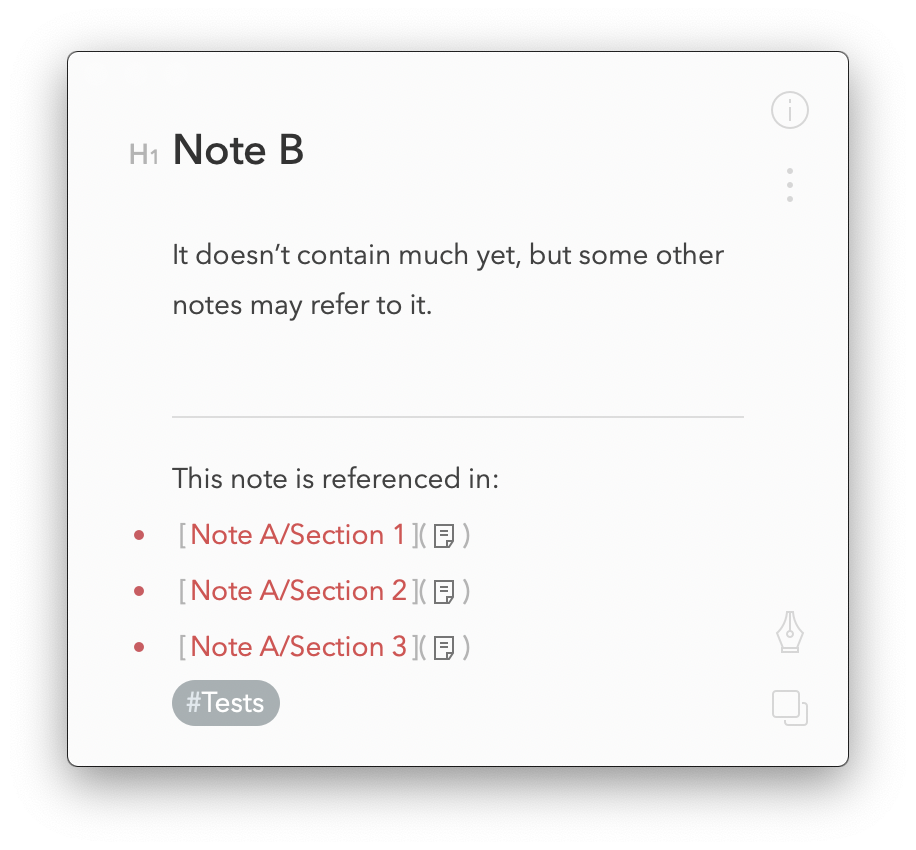 H1 Note B
It doesn’t contain much yet, but some other
notes may refer to it.
This note is referenced in:
• [Note A/Section 1]( )
• [Note A/Section 2]( )
• [Note A/Section 3]( )
#Tests